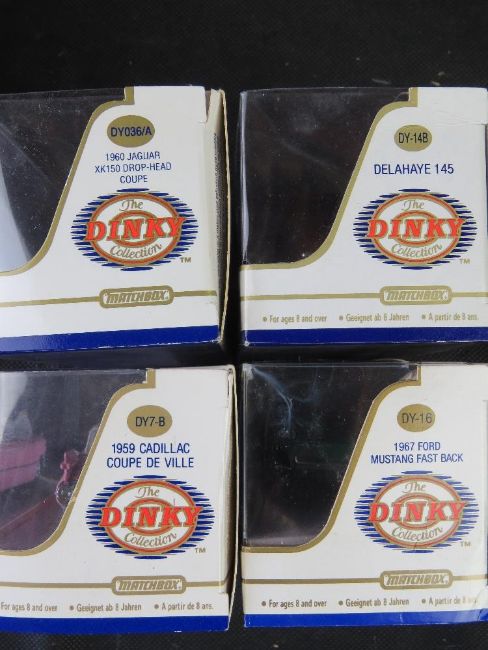 DY036/A
1960 JAGUAR
XK150 DROP-HEAD
COUPE
The
DINKY
Collection
TM
MATCHBOX
DY-14B
DELAHAYE 145
The
DINKY
Collection
TM
MATCHBOX
• For ages 8 and over • Geeignet ab 8 Jahren • A partir de 8 ans.
DY7-B
1959 CADILLAC
COUPE DE VILLE
The
DINKY
Collection
TM
MATCHBOX
For ages 8 and over • Geeignet ab 8 Jahren • A partir de 8 ans.
DY-16
1967 FORD
MUSTANG FAST BACK
The
DINKY
Collection
TM
MATCHBOX
• For ages 8 and over • Geeignet ab 8 Jahren • A partir de 8 ans.